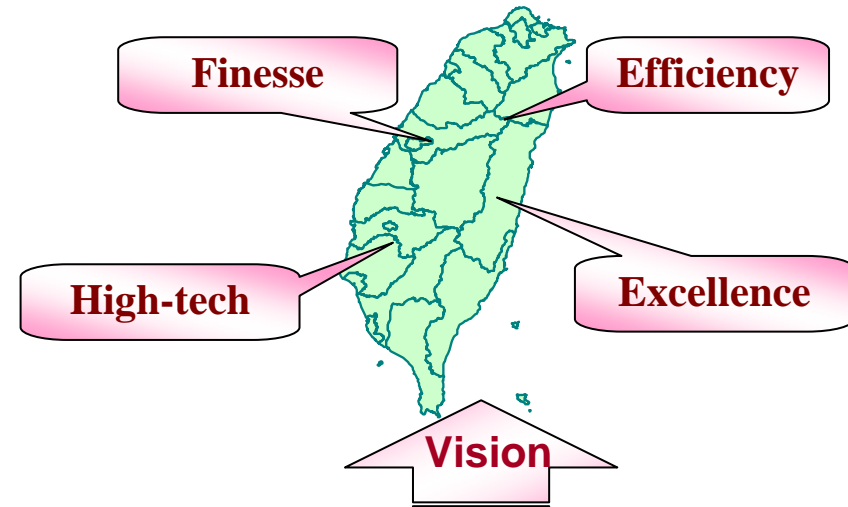 Finesse
Efficiency
High-tech
Excellence
Vision